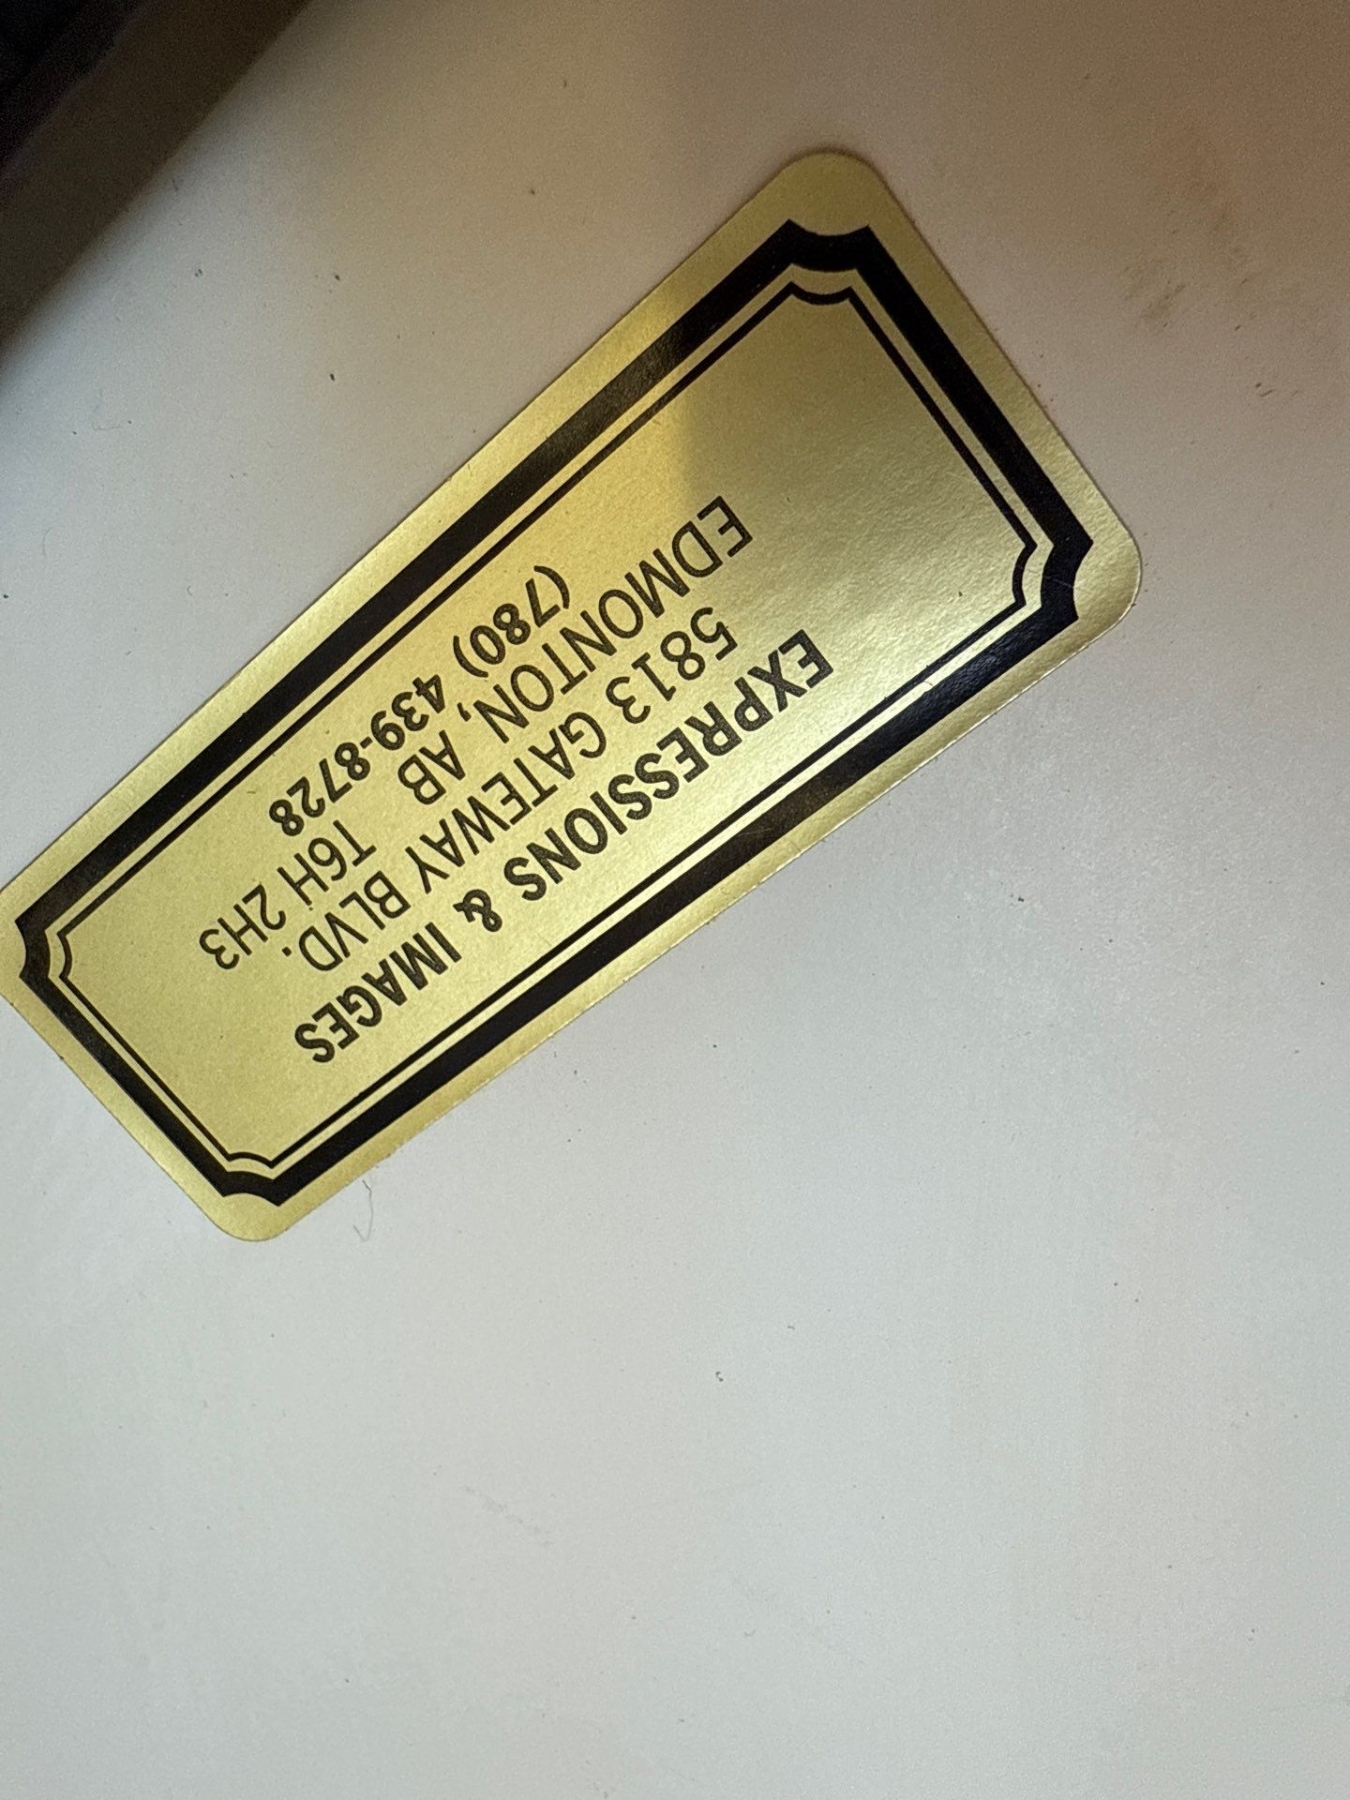 EXPRESSIONS & IMAGES
5813 GATEWAY BLVD.
EDMONTON, AB T6H 2H3
(780) 439-8728